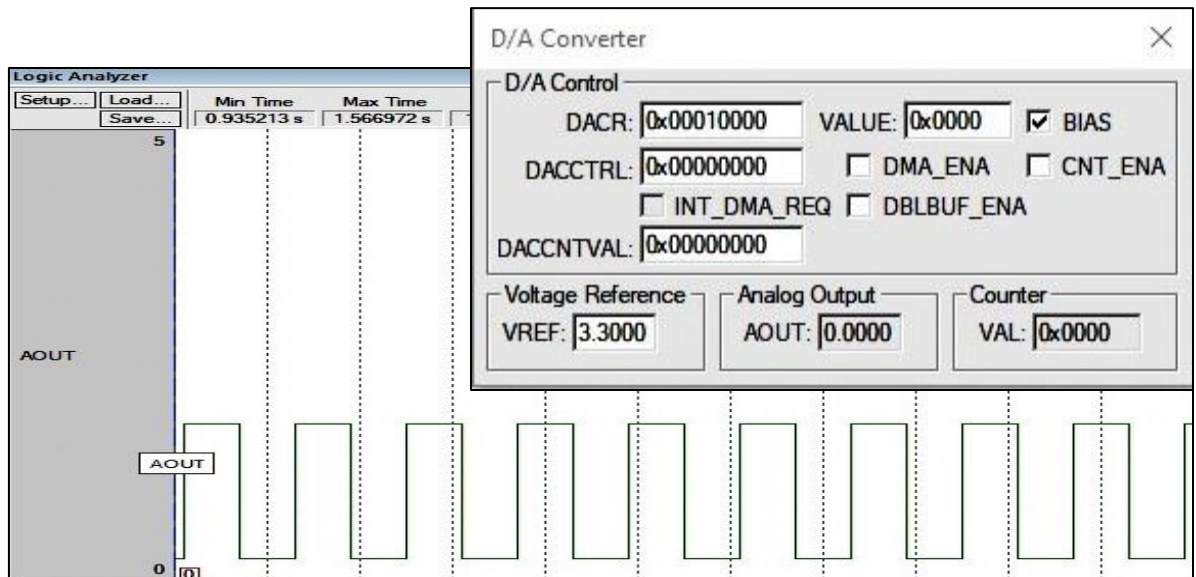 Logic Analyzer
Setup... Load... Min Time Max Time
Save... 0.935213 s 1.566972 s
5
AOUT
AOUT
0
D/A Converter
D/A Control
DACR: 0x00010000 VALUE: 0x0000 BIAS
DACCTRL: 0x00000000 DMA_ENA CNT_ENA
INT_DMA_REQ DBLBUF_ENA
DACCNTVAL: 0x00000000
Voltage Reference Analog Output Counter
VREF: 3.3000 AOUT: 0.0000 VAL: 0x0000